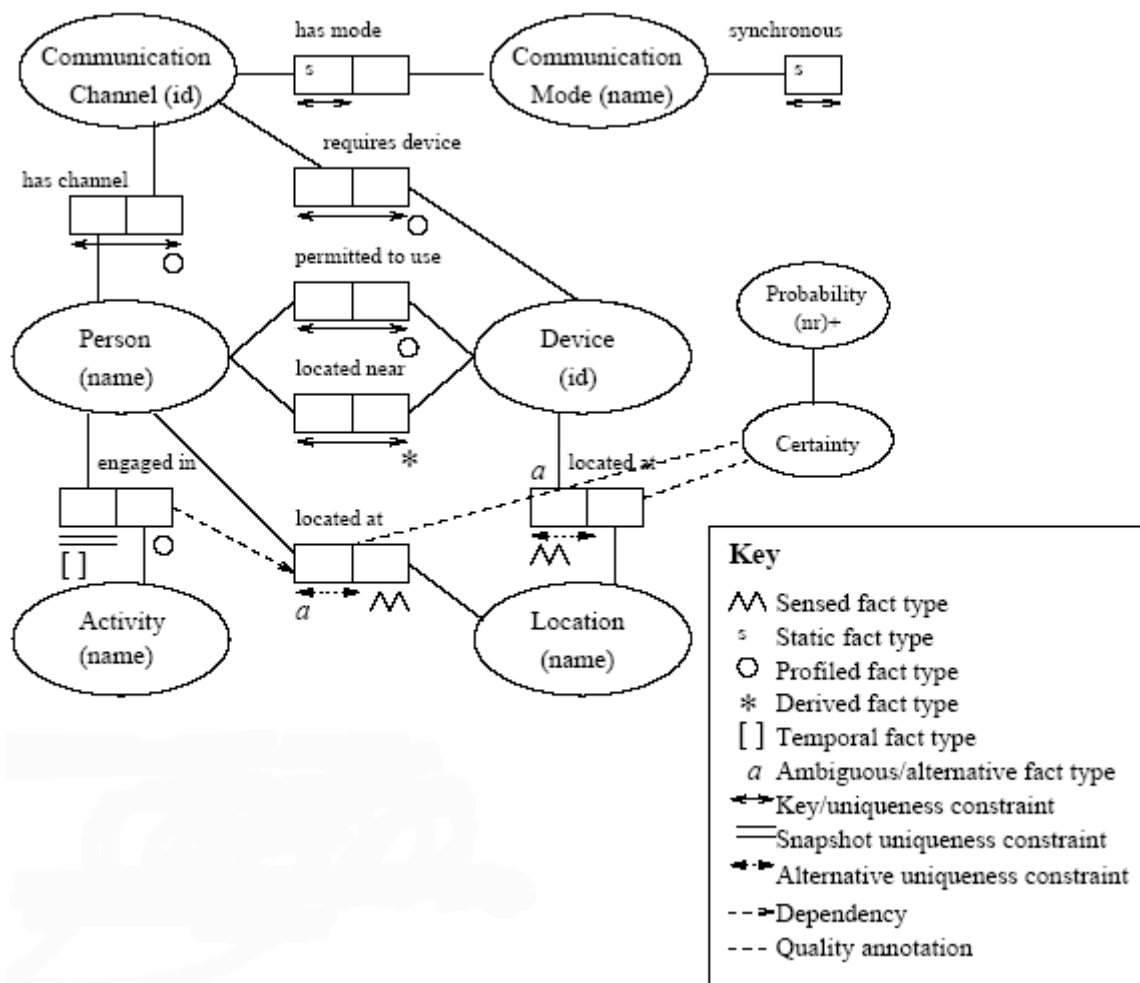 has mode
synchronous
Communication
Channel (id)
s
Communication
Mode (name)
s
requires device
has channel
permitted to use
Probability
(nr)+
Person
(name)
Device
(id)
located near
*
Certainty
engaged in
a
located at
located at
[ ]
a
Activity
(name)
Location
(name)
Key
Sensed fact type
s Static fact type
Profiled fact type
* Derived fact type
[ ] Temporal fact type
a Ambiguous/alternative fact type
Key/uniqueness constraint
Snapshot uniqueness constraint
Alternative uniqueness constraint
Dependency
Quality annotation